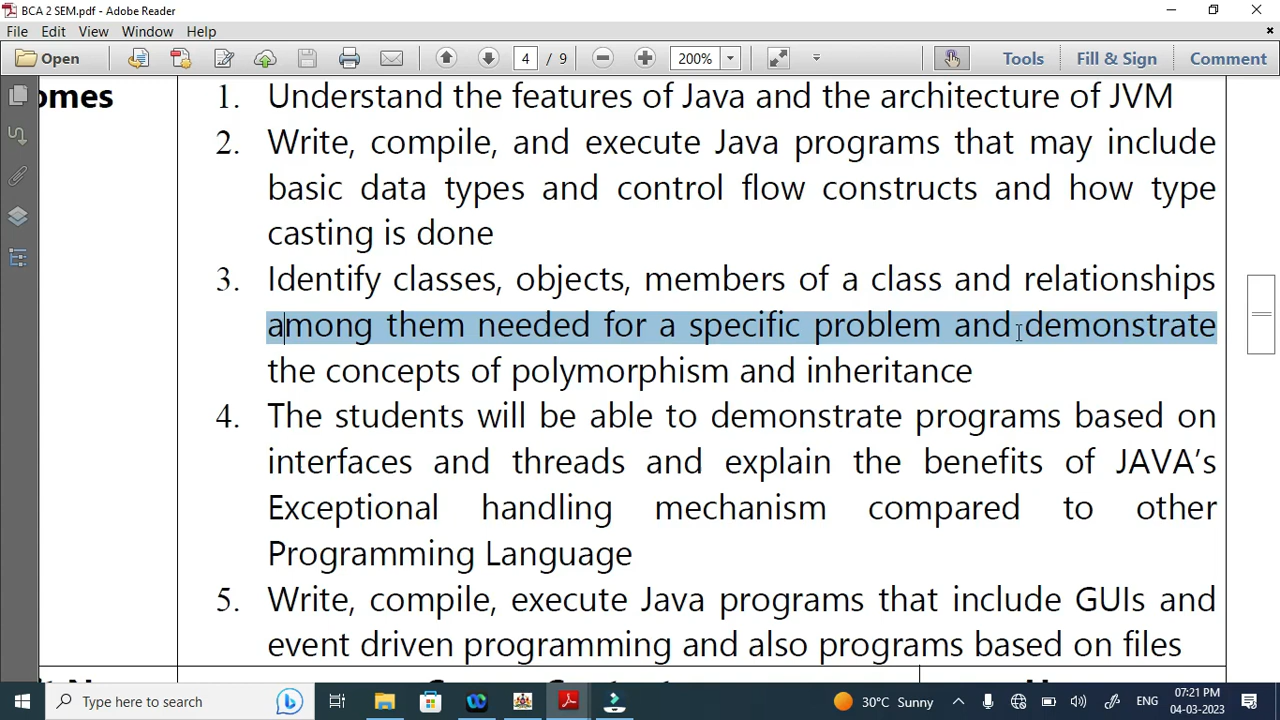 BCA 2 SEM.pdf - Adobe Reader
File Edit View Window Help
Open 4 / 9 200% Tools Fill & Sign Comment
omes
1. Understand the features of Java and the architecture of JVM
2. Write, compile, and execute Java programs that may include
basic data types and control flow constructs and how type
casting is done
3. Identify classes, objects, members of a class and relationships
among them needed for a specific problem and demonstrate
the concepts of polymorphism and inheritance
4. The students will be able to demonstrate programs based on
interfaces and threads and explain the benefits of JAVA’s
Exceptional handling mechanism compared to other
Programming Language
5. Write, compile, execute Java programs that include GUIs and
event driven programming and also programs based on files
Type here to search
30°C Sunny
ENG
07:21 PM
04-03-2023